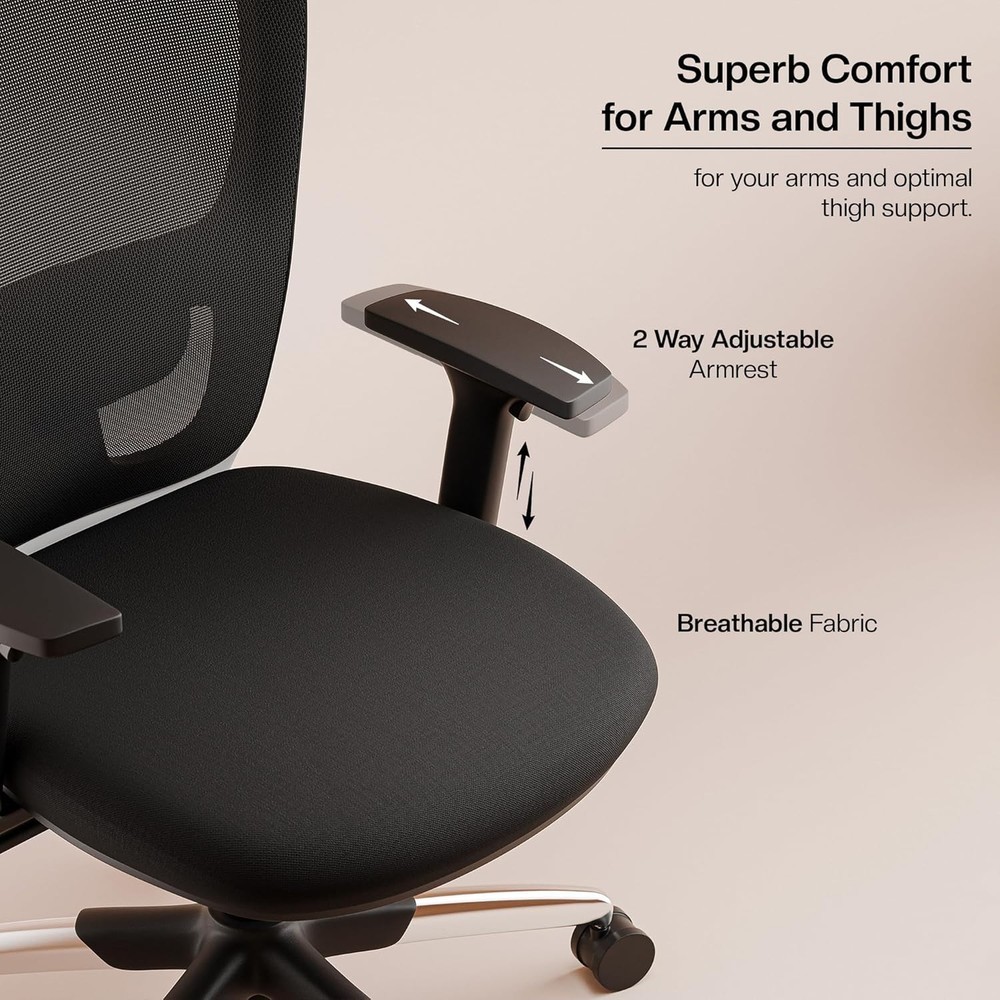 Superb Comfort
for Arms and Thighs
for your arms and optimal
thigh support.
2 Way Adjustable
Armrest
Breathable Fabric